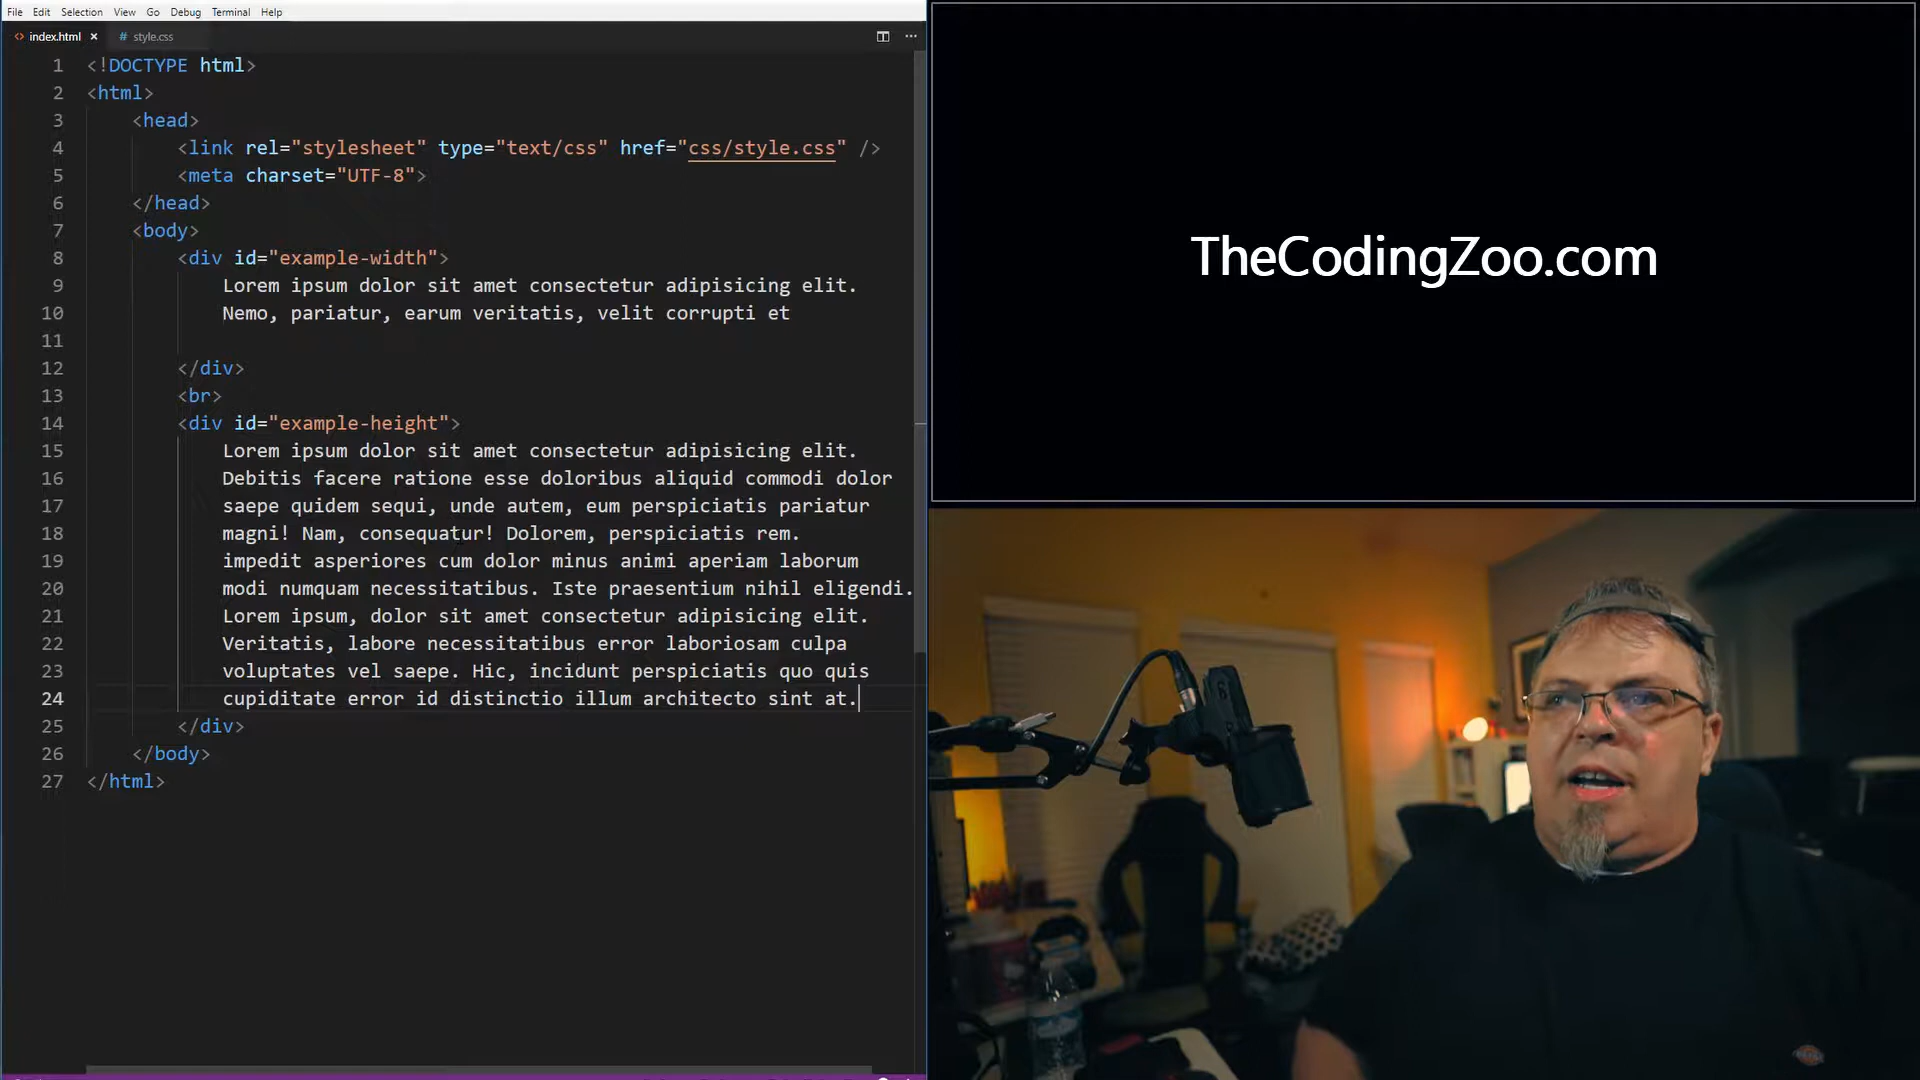 File Edit Selection View Go Debug Terminal Help
<> index.html × # style.css ...
1 <!DOCTYPE html>
2 <html>
3 <head>
4 <link rel="stylesheet" type="text/css" href="css/style.css" />
5 <meta charset="UTF-8">
6 </head>
7 <body>
8 <div id="example-width">
9 Lorem ipsum dolor sit amet consectetur adipisicing elit.
10 Nemo, pariatur, earum veritatis, velit corrupti et
11
12 </div>
13 <br>
14 <div id="example-height">
15 Lorem ipsum dolor sit amet consectetur adipisicing elit.
16 Debitis facere ratione esse doloribus aliquid commodi dolor
17 saepe quidem sequi, unde autem, eum perspiciatis pariatur
18 magni! Nam, consequatur! Dolorem, perspiciatis rem.
19 impedit asperiores cum dolor minus animi aperiam laborum
20 modi numquam necessitatibus. Iste praesentium nihil eligendi.
21 Lorem ipsum, dolor sit amet consectetur adipisicing elit.
22 Veritatis, labore necessitatibus error laboriosam culpa
23 voluptates vel saepe. Hic, incidunt perspiciatis quo quis
24 cupiditate error id distinctio illum architecto sint at.
25 </div>
26 </body>
27 </html>
TheCodingZoo.com